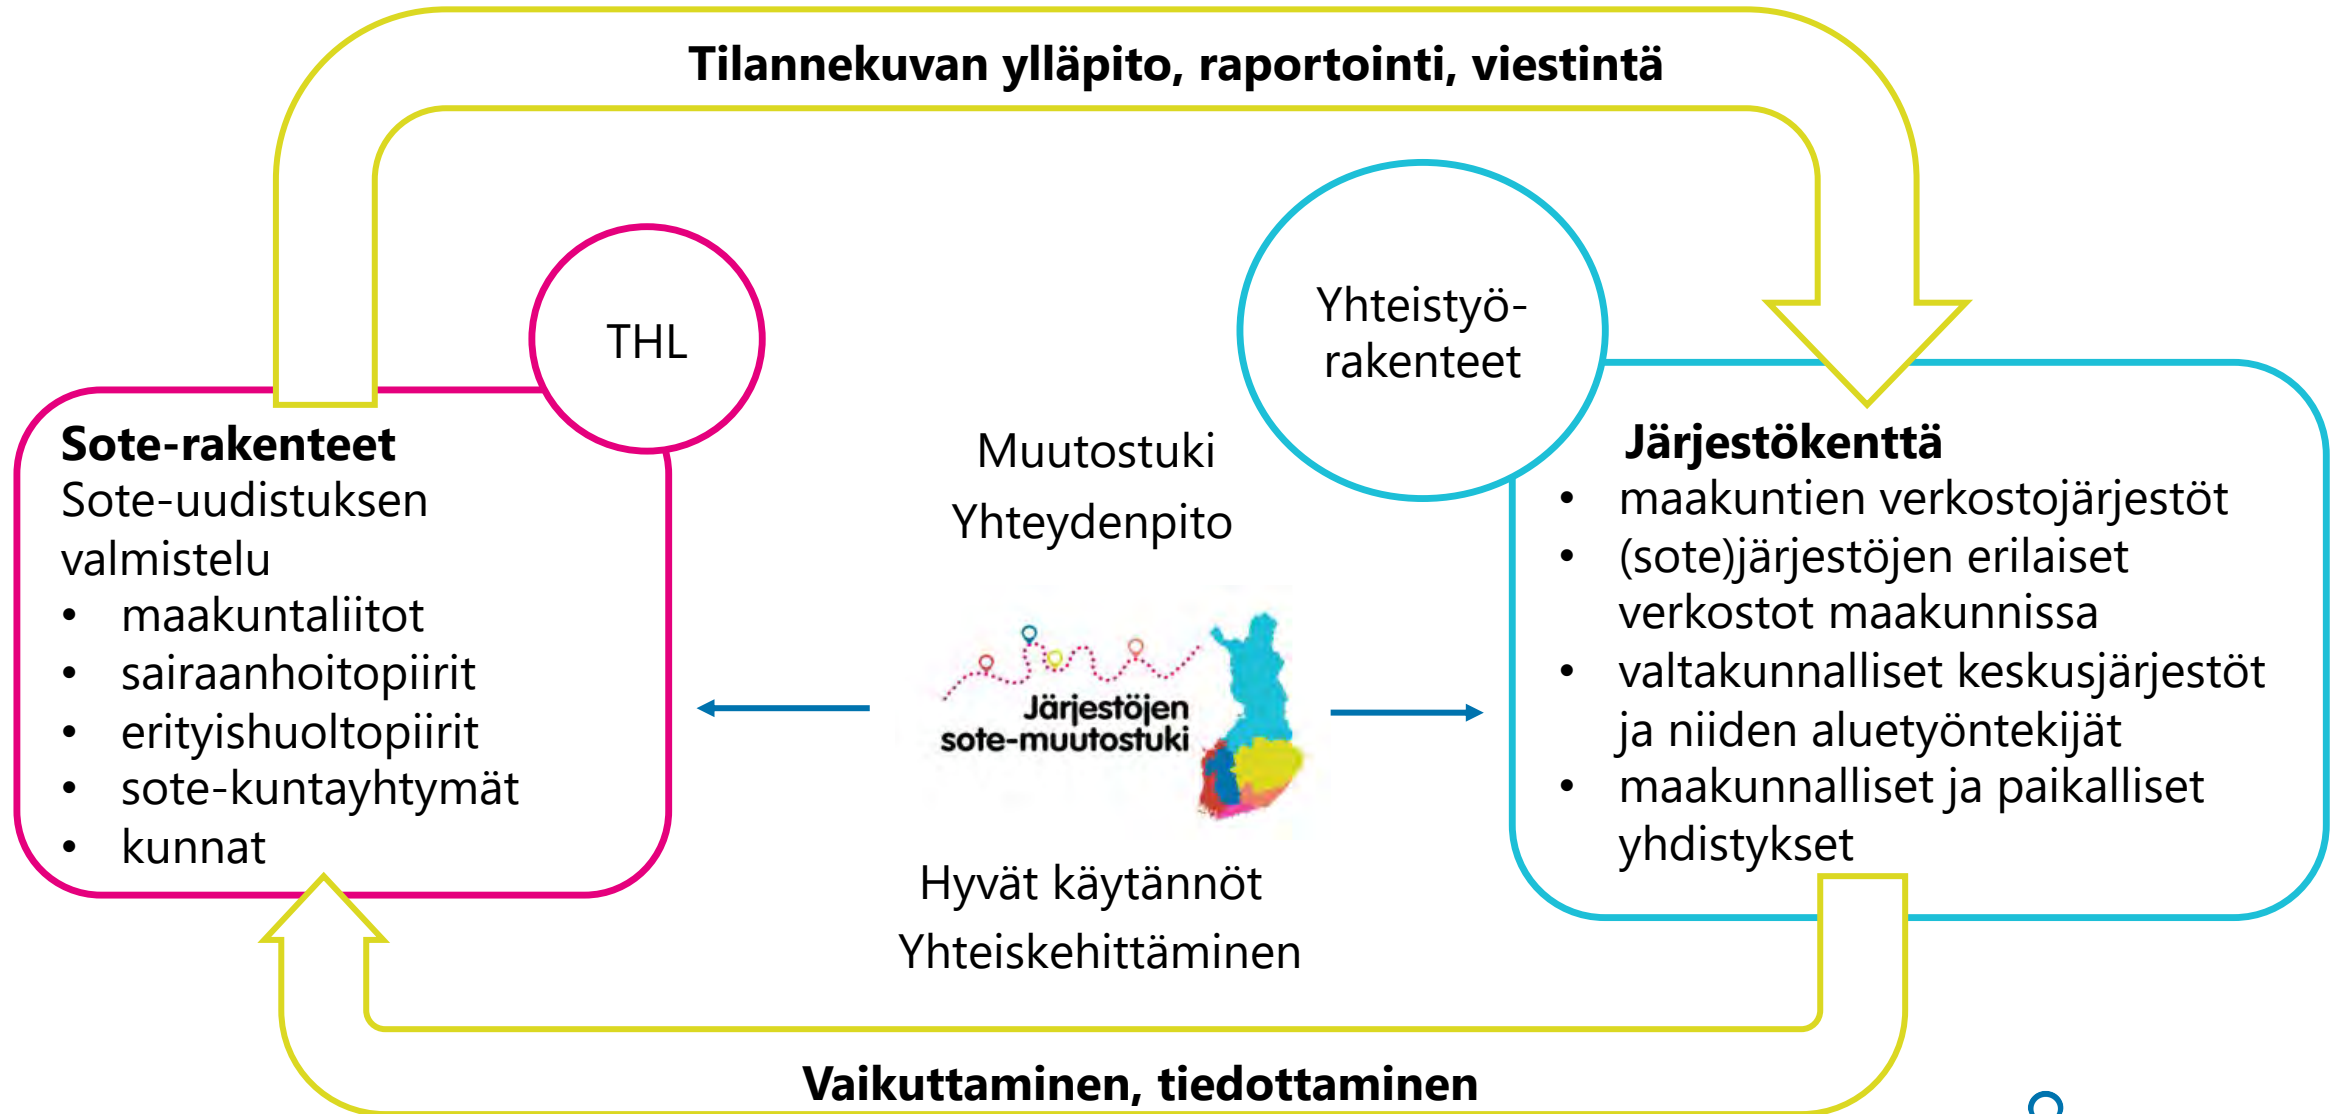 Tilannekuvan ylläpito, raportointi, viestintä
THL
Yhteistyö-
rakenteet
Sote-rakenteet
Sote-uudistuksen
valmistelu
• maakuntaliitot
• sairaanhoitopiirit
• erityishuoltopiirit
• sote-kuntayhtymät
• kunnat
Muutostuki
Yhteydenpito
Järjestöjen
sote-muutostuki
Hyvät käytännöt
Yhteiskehittäminen
Järjestökenttä
• maakuntien verkostojärjestöt
• (sote)järjestöjen erilaiset
verkostot maakunnissa
• valtakunnalliset keskusjärjestöt
ja niiden aluetyöntekijät
• maakunnalliset ja paikalliset
yhdistykset
Vaikuttaminen, tiedottaminen